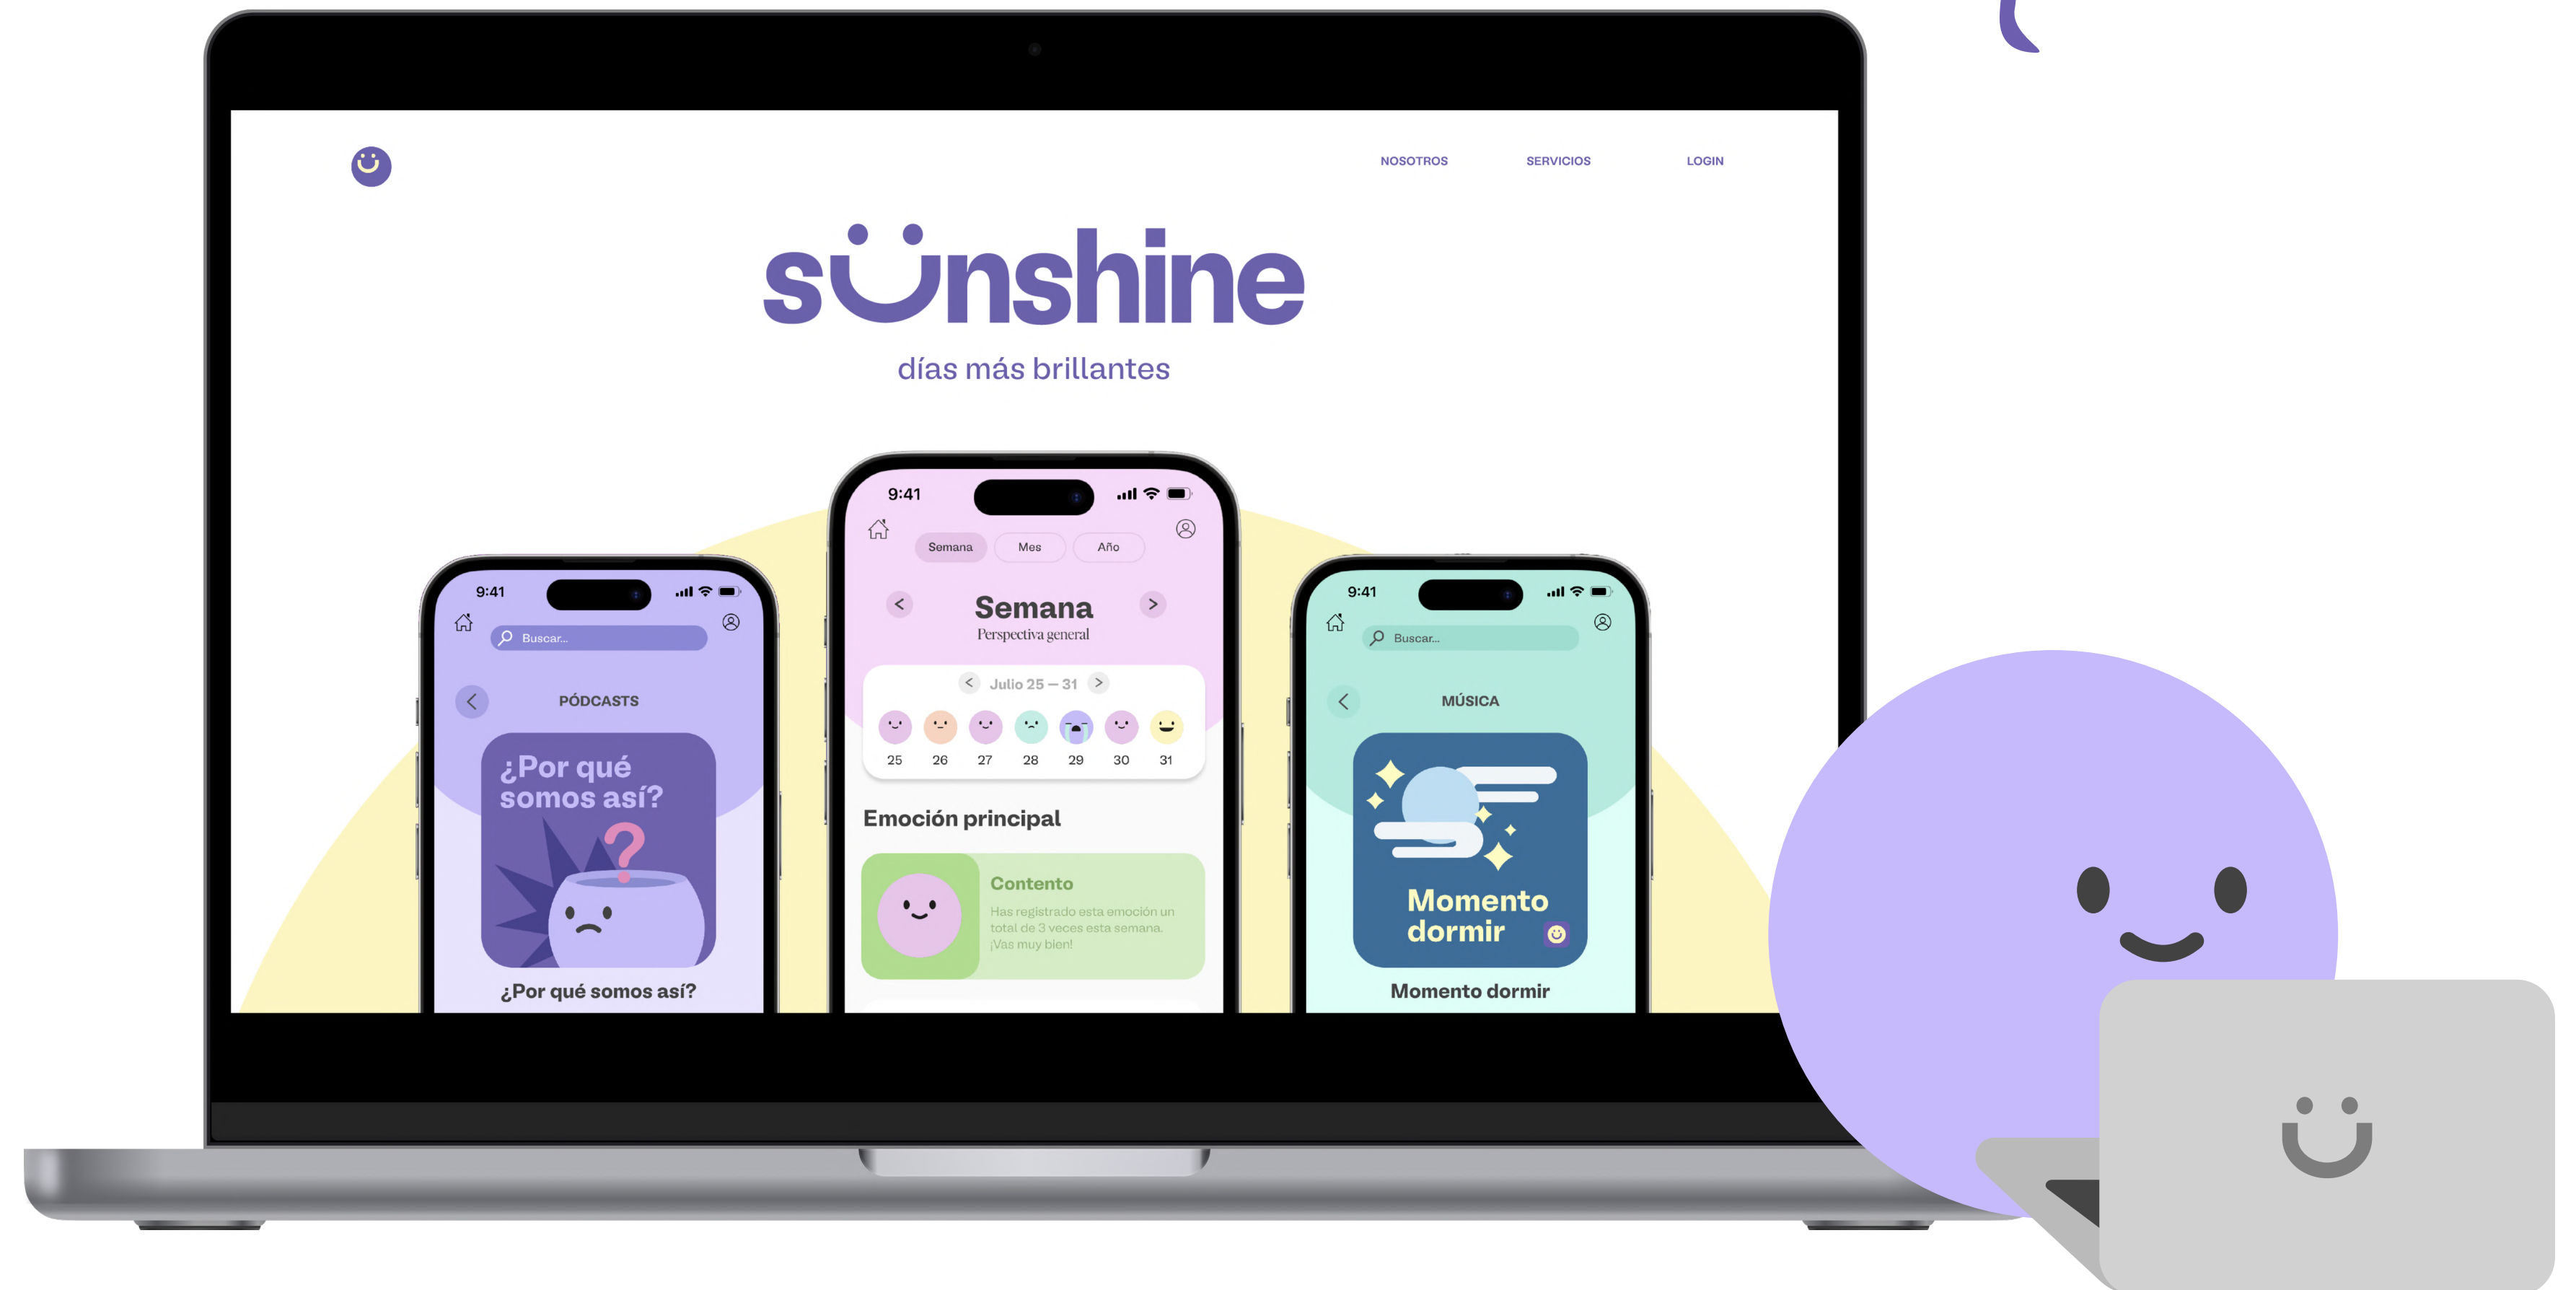 NOSOTROS SERVICIOS LOGIN
sünshine
días más brillantes
9:41
Buscar...
PÓDCASTS
¿Por qué
somos así?
?
¿Por qué somos así?
9:41
Semana Mes Año
< Semana >
Perspectiva general
< Julio 25 — 31 >
25 26 27 28 29 30 31
Emoción principal
Contento
Has registrado esta emoción un
total de 3 veces esta semana.
¡Vas muy bien!
9:41
Buscar...
MÚSICA
Momento
dormir
Momento dormir